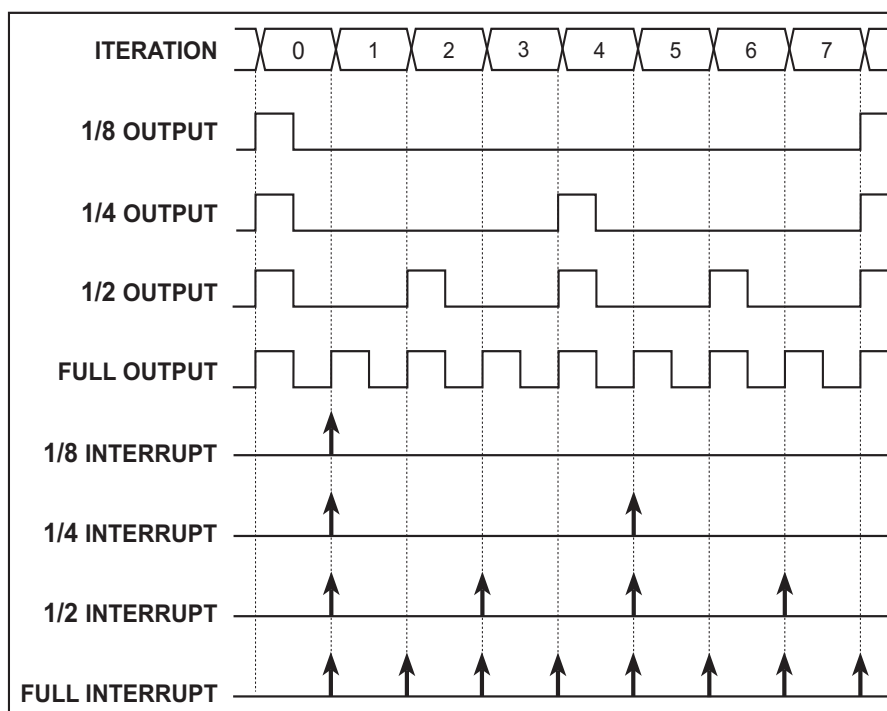 ITERATION 0 1 2 3 4 5 6 7
1/8 OUTPUT
1/4 OUTPUT
1/2 OUTPUT
FULL OUTPUT
1/8 INTERRUPT
1/4 INTERRUPT
1/2 INTERRUPT
FULL INTERRUPT